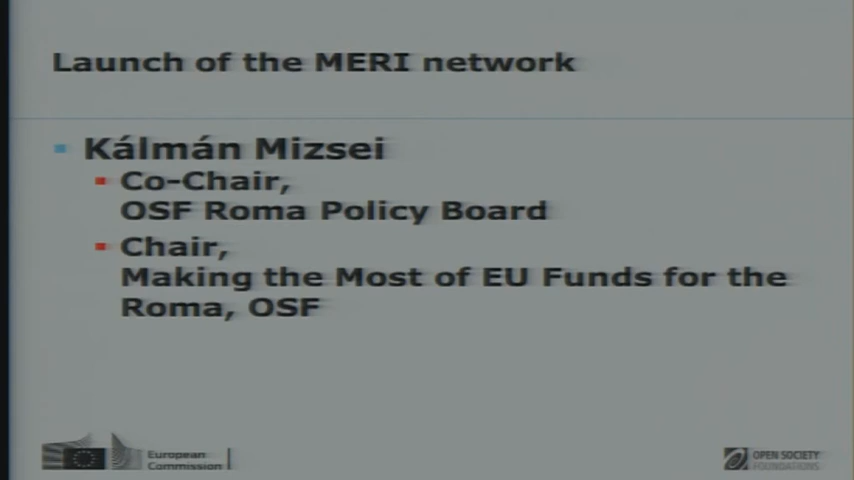 Launch of the MERI network
Kálmán Mizsei
Co-Chair,
OSF Roma Policy Board
Chair,
Making the Most of EU Funds for the
Roma, OSF
European
Commission
OPEN SOCIETY
FOUNDATIONS